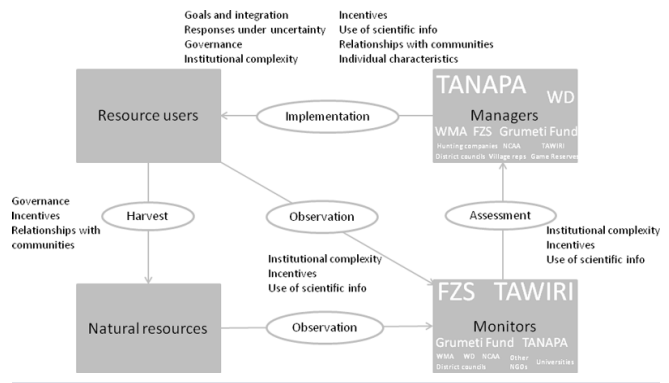 Goals and integration Incentives
Responses under uncertainty Use of scientific info
Governance Relationships with communities
Institutional complexity Individual characteristics
Resource users
Implementation
TANAPA
WD
Managers
WMA FZS Grumeti Fund
Hunting companies NCAA TAWIRI
District councils Village reps Game Reserves
Governance
Incentives
Relationships with
communities
Harvest
Observation
Assessment
Institutional complexity
Incentives
Use of scientific info
Institutional complexity
Incentives
Use of scientific info
Natural resources
Observation
FZS TAWIRI
Monitors
Grumeti Fund TANAPA
WMA WD NCAA Other
District councils NGOs Universities